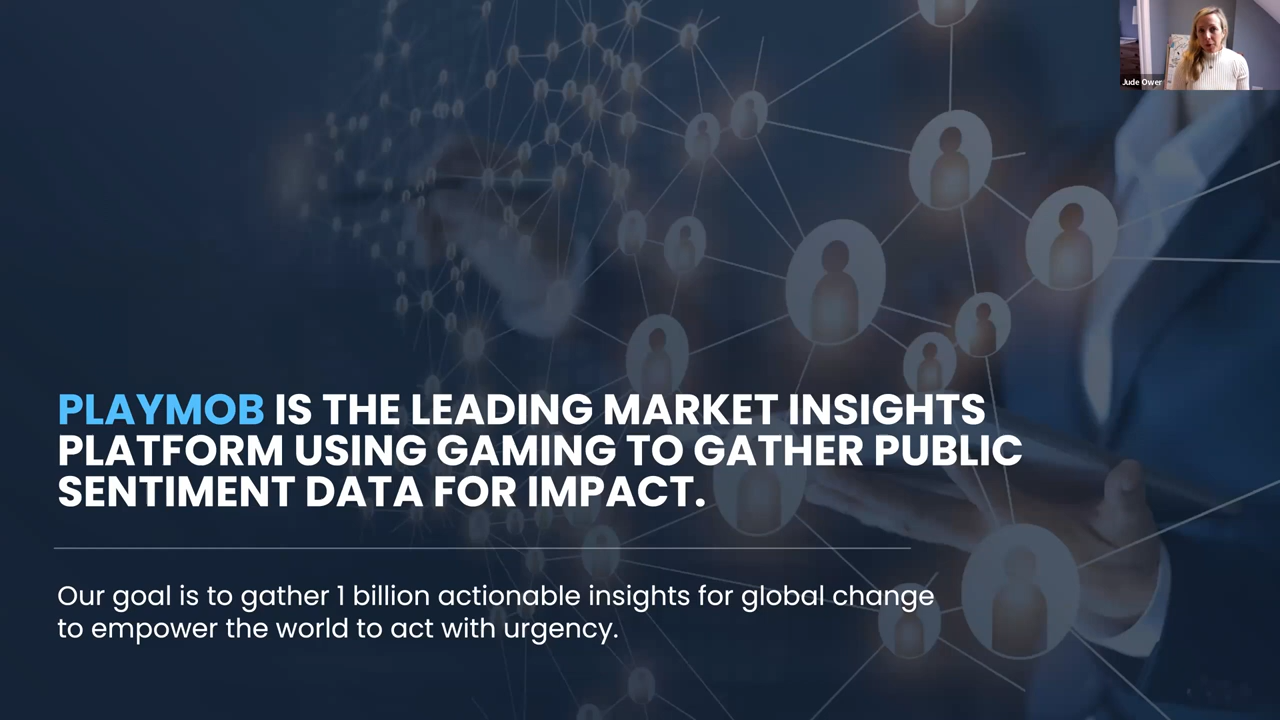 Jude Ower
PLAYMOB IS THE LEADING MARKET INSIGHTS
PLATFORM USING GAMING TO GATHER PUBLIC
SENTIMENT DATA FOR IMPACT.
Our goal is to gather 1 billion actionable insights for global change
to empower the world to act with urgency.